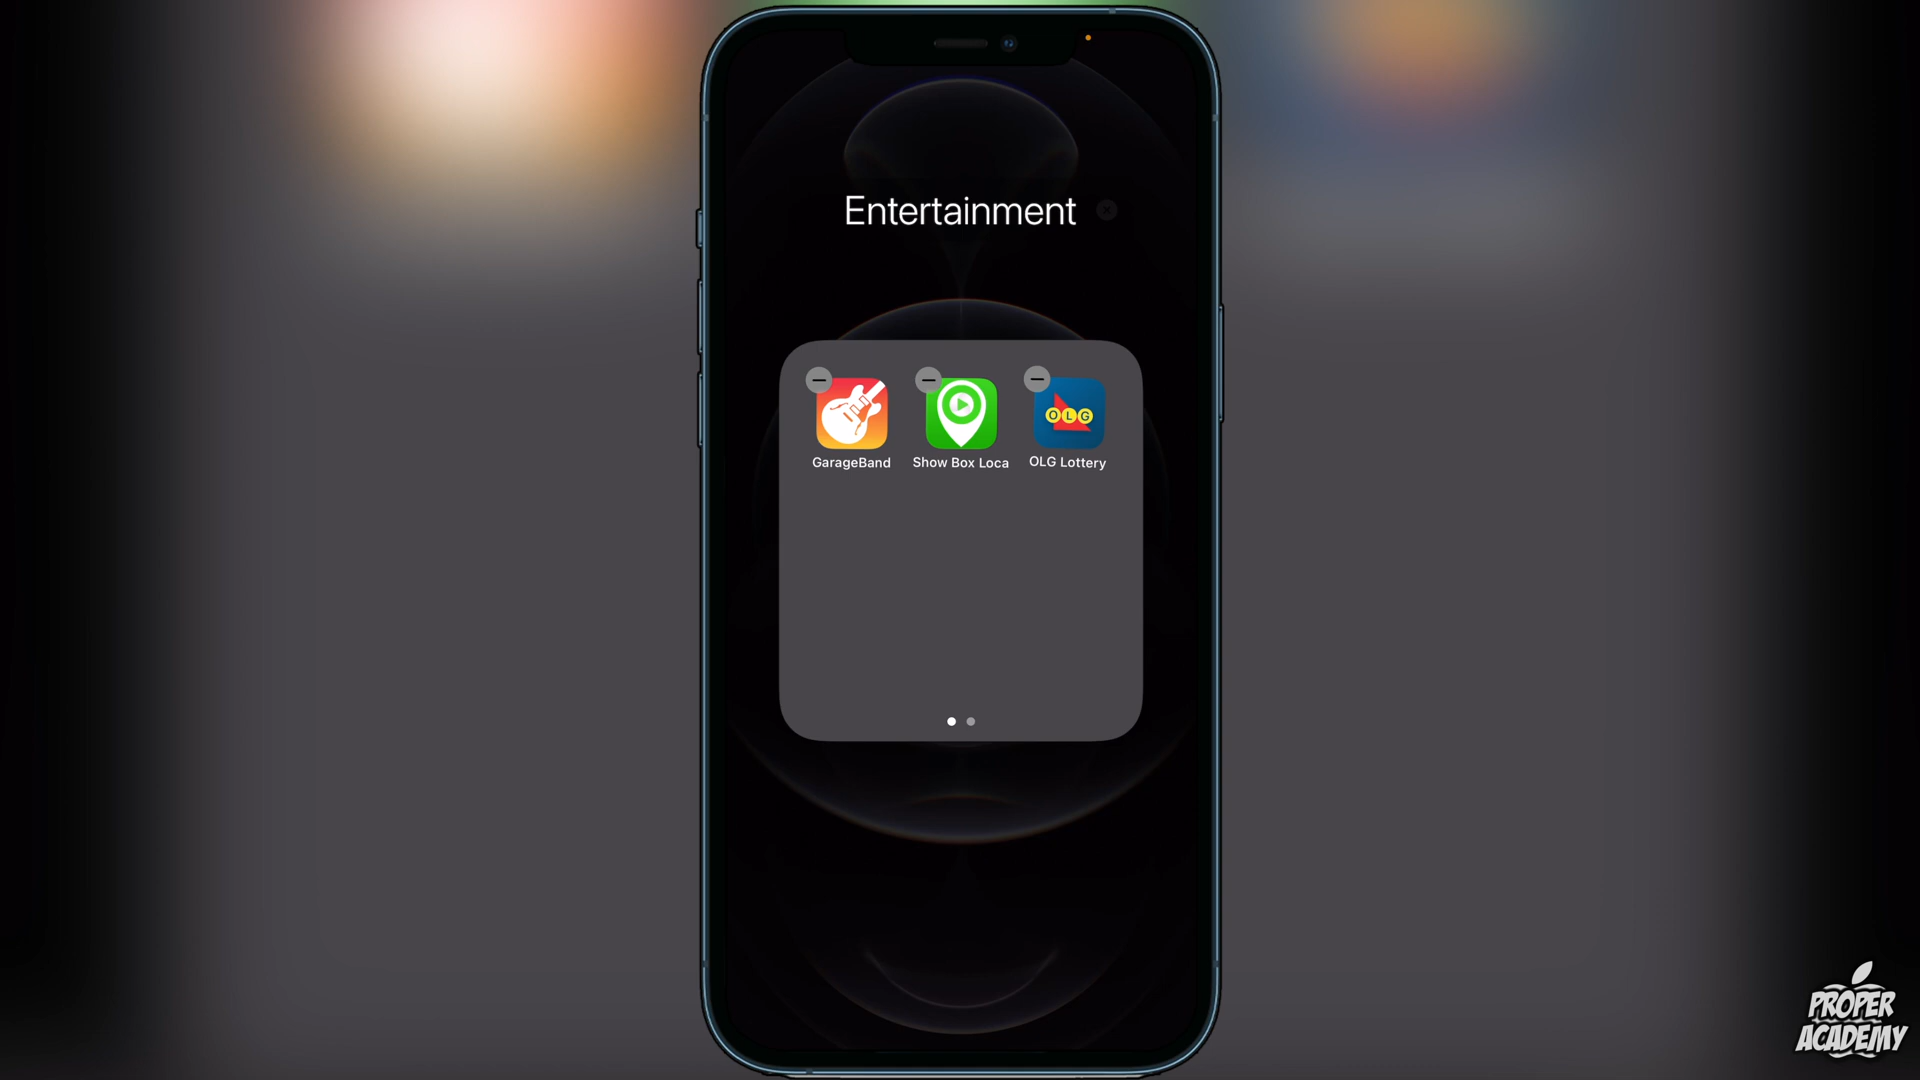 Entertainment
GarageBand
Show Box Loca
OLG
OLG Lottery
PROPER
ACADEMY